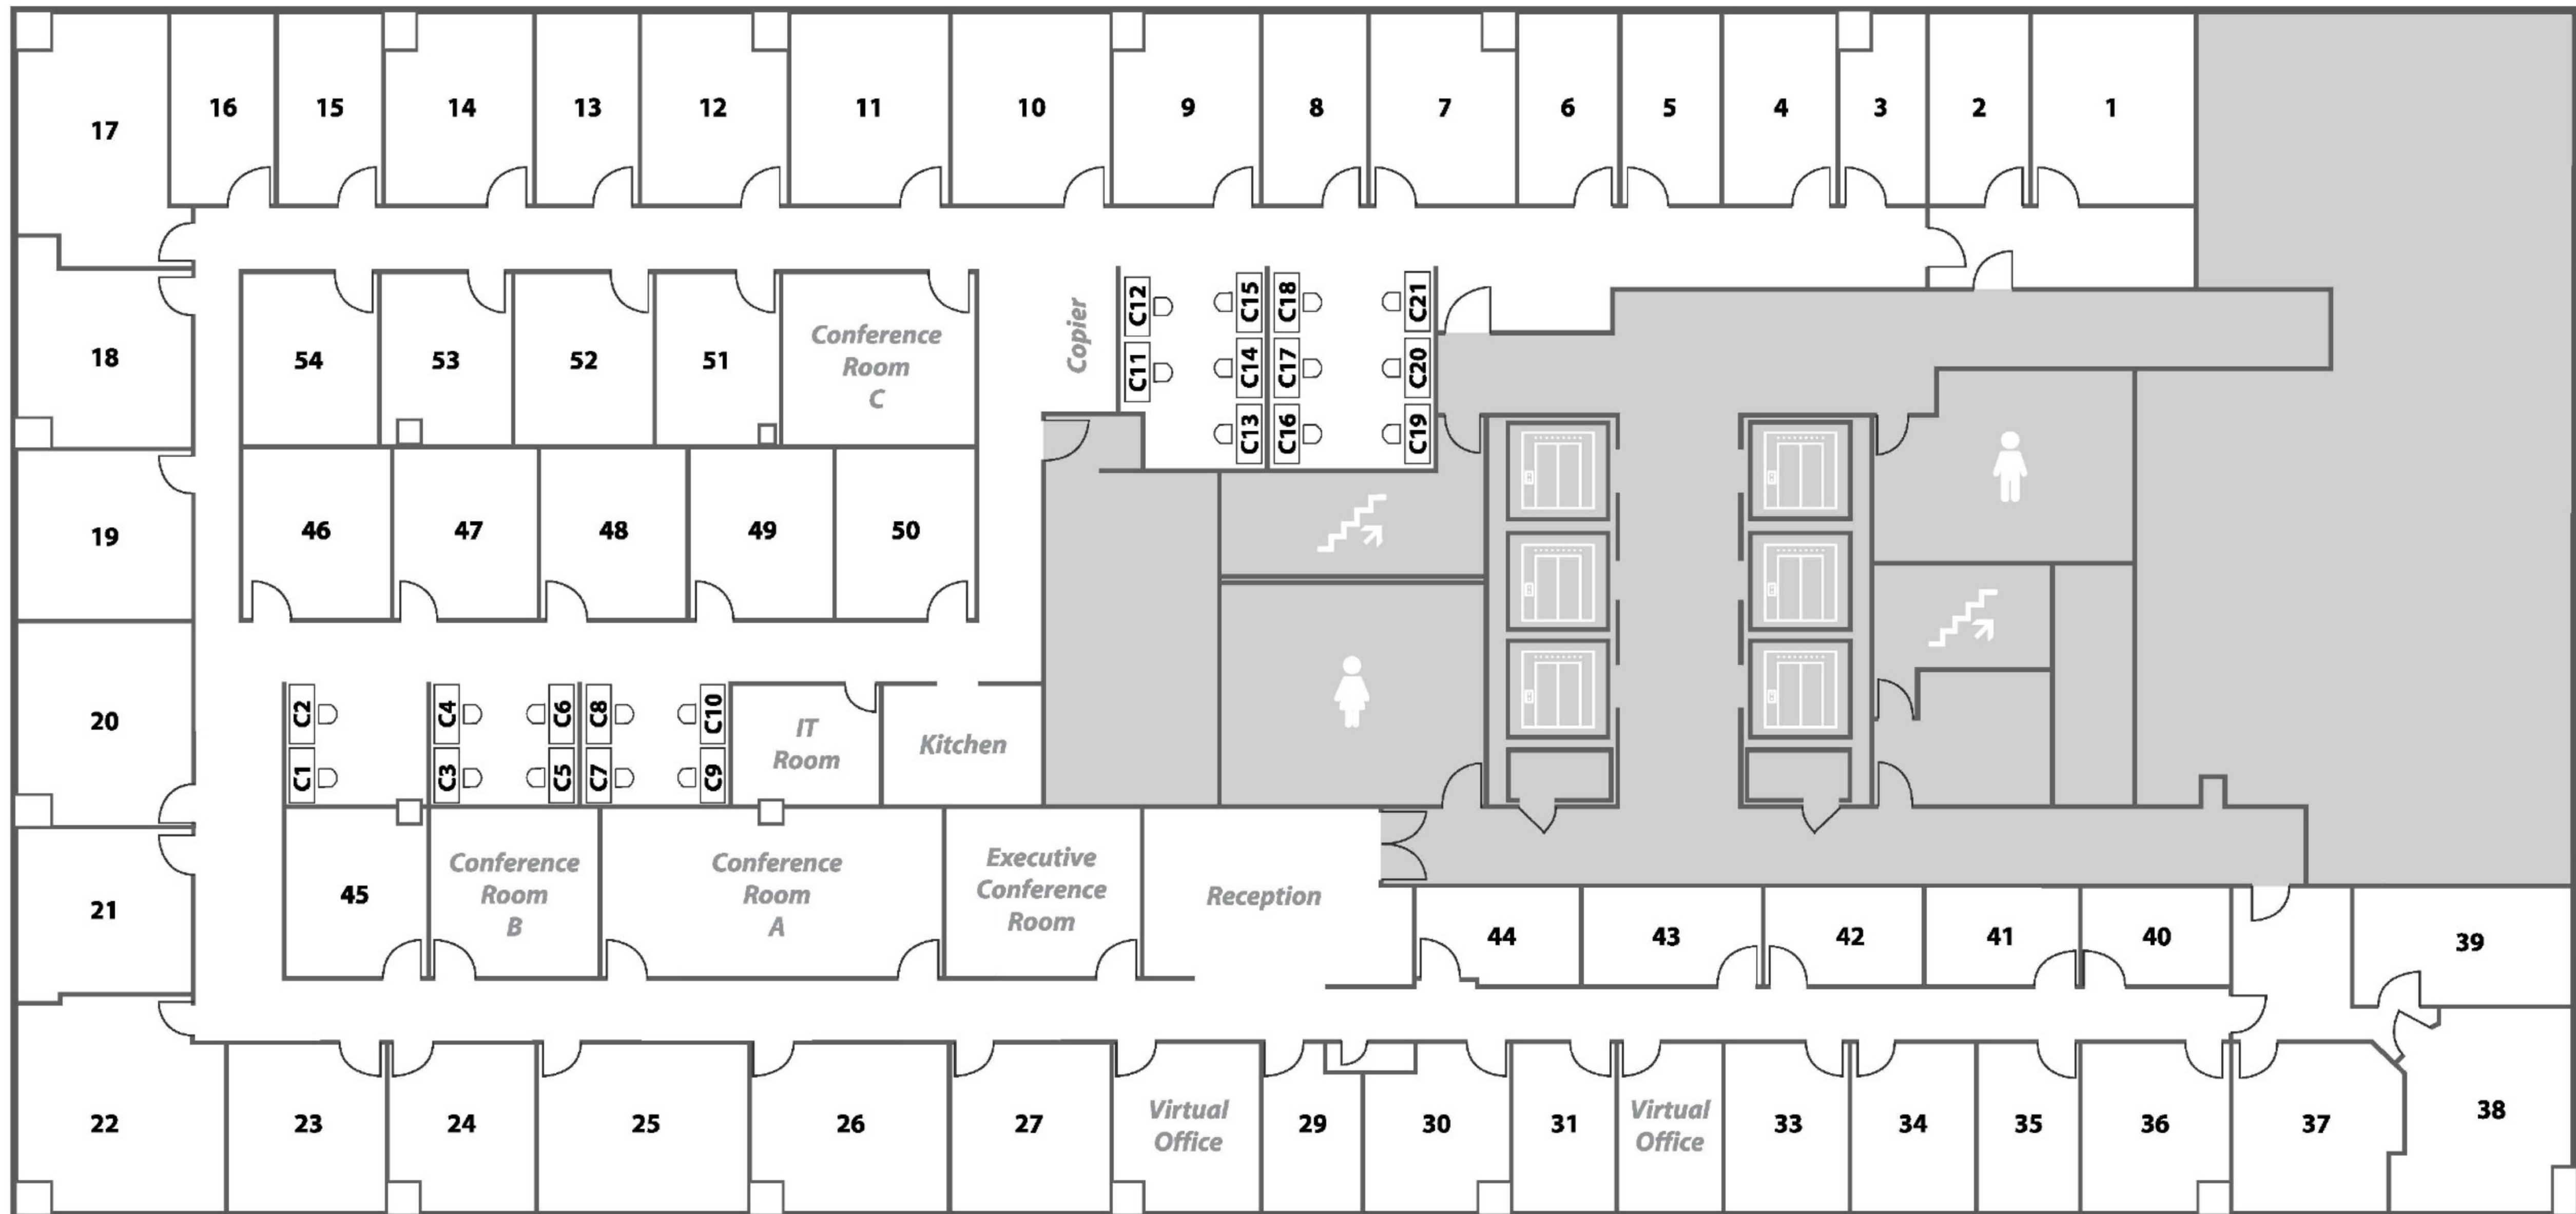 17
16
15
14
13
12
11
10
9
8
7
6
5
4
3
2
1
18
54
53
52
51
Conference
Room
C
Copier
C12
C11
C15
C14
C13
C18
C17
C16
C21
C20
C19
19
46
47
48
49
50
20
C2
C1
C4
C3
C6
C5
C8
C7
C10
C9
IT
Room
Kitchen
21
45
Conference
Room
B
Conference
Room
A
Executive
Conference
Room
Reception
44
43
42
41
40
39
22
23
24
25
26
27
Virtual
Office
29
30
31
Virtual
Office
33
34
35
36
37
38